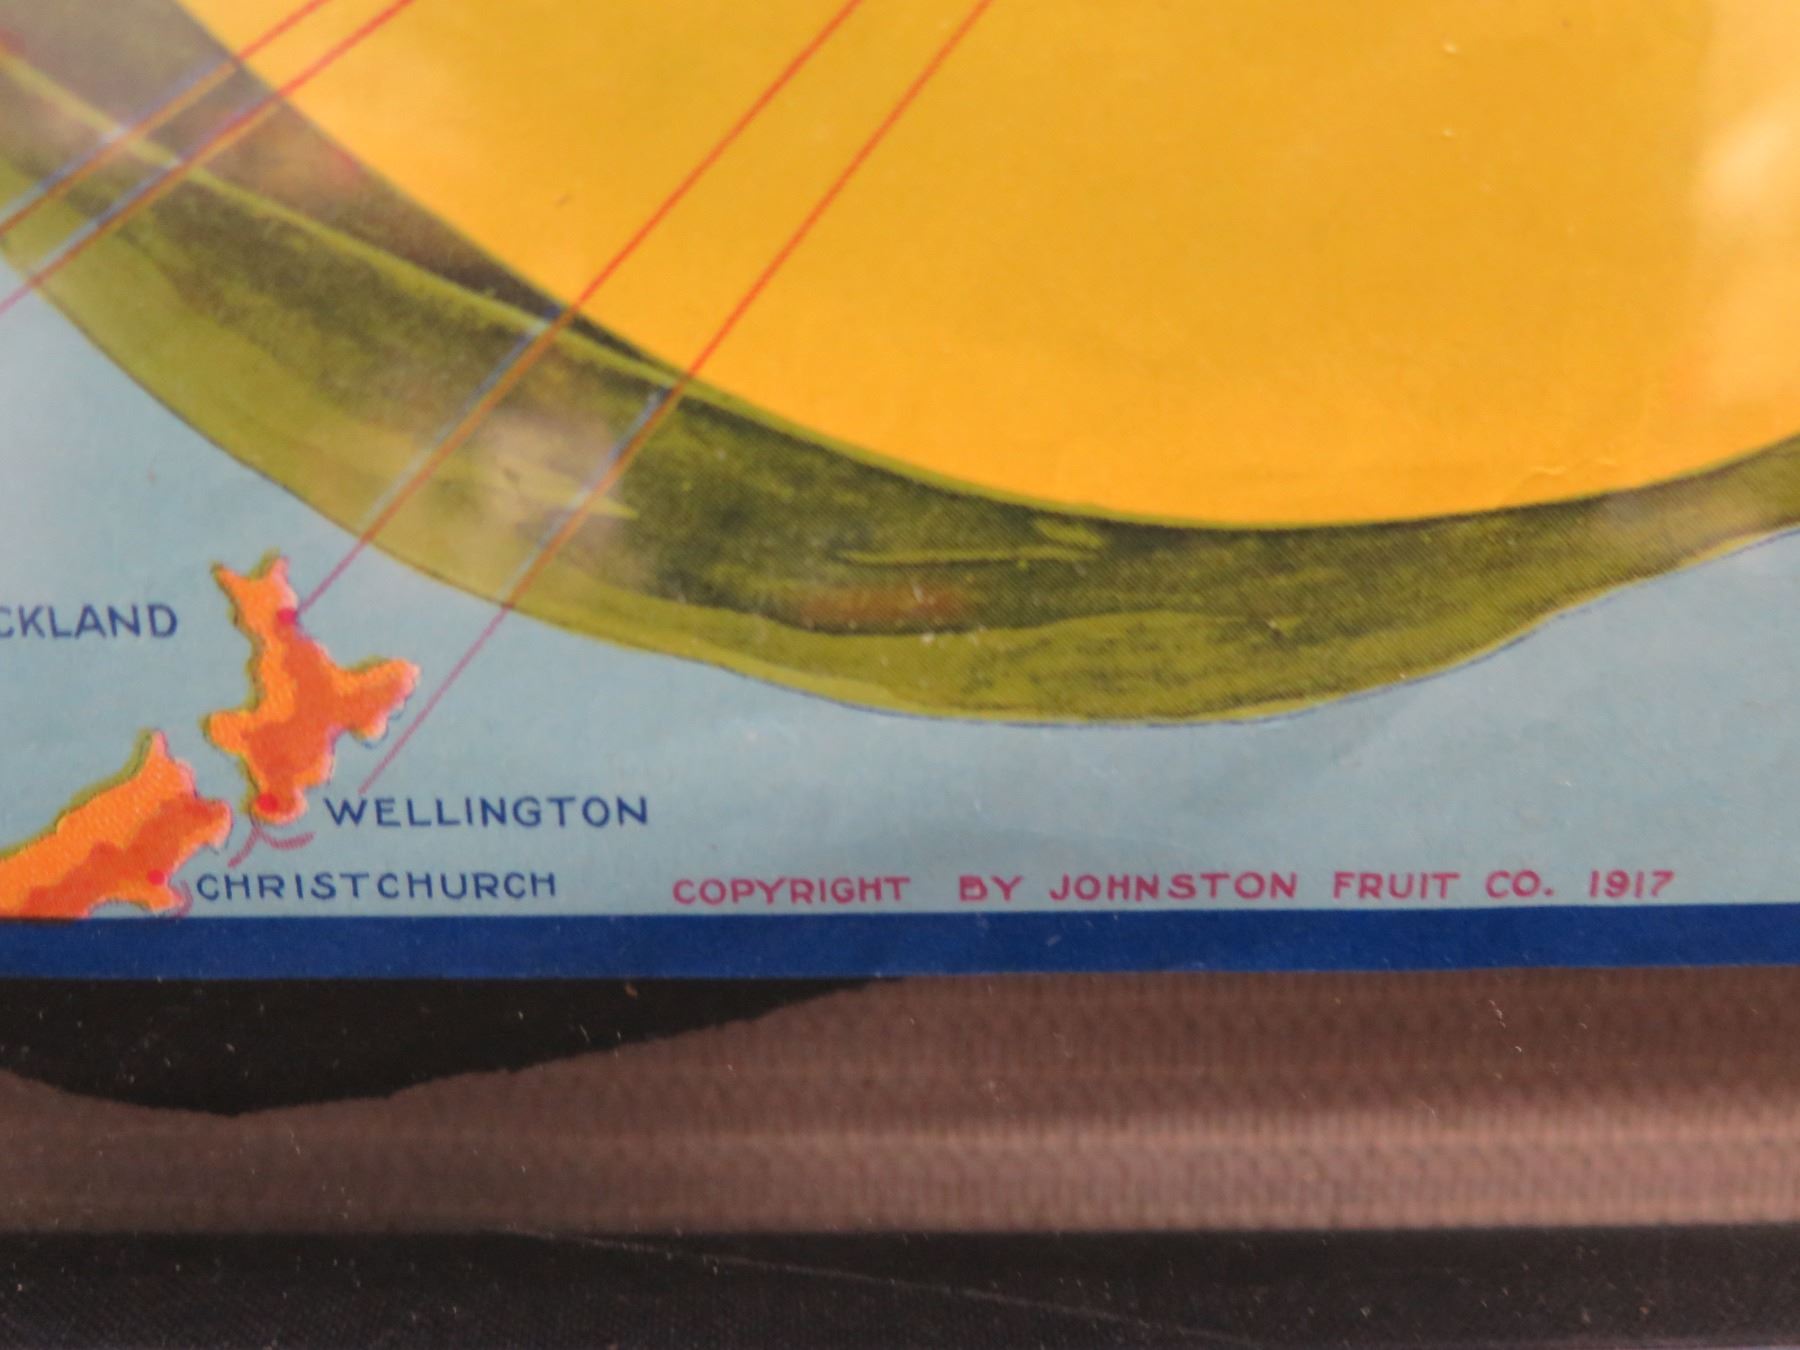 CKLAND
WELLINGTON
CHRISTCHURCH
COPYRIGHT BY JOHNSTON FRUIT CO. 1917